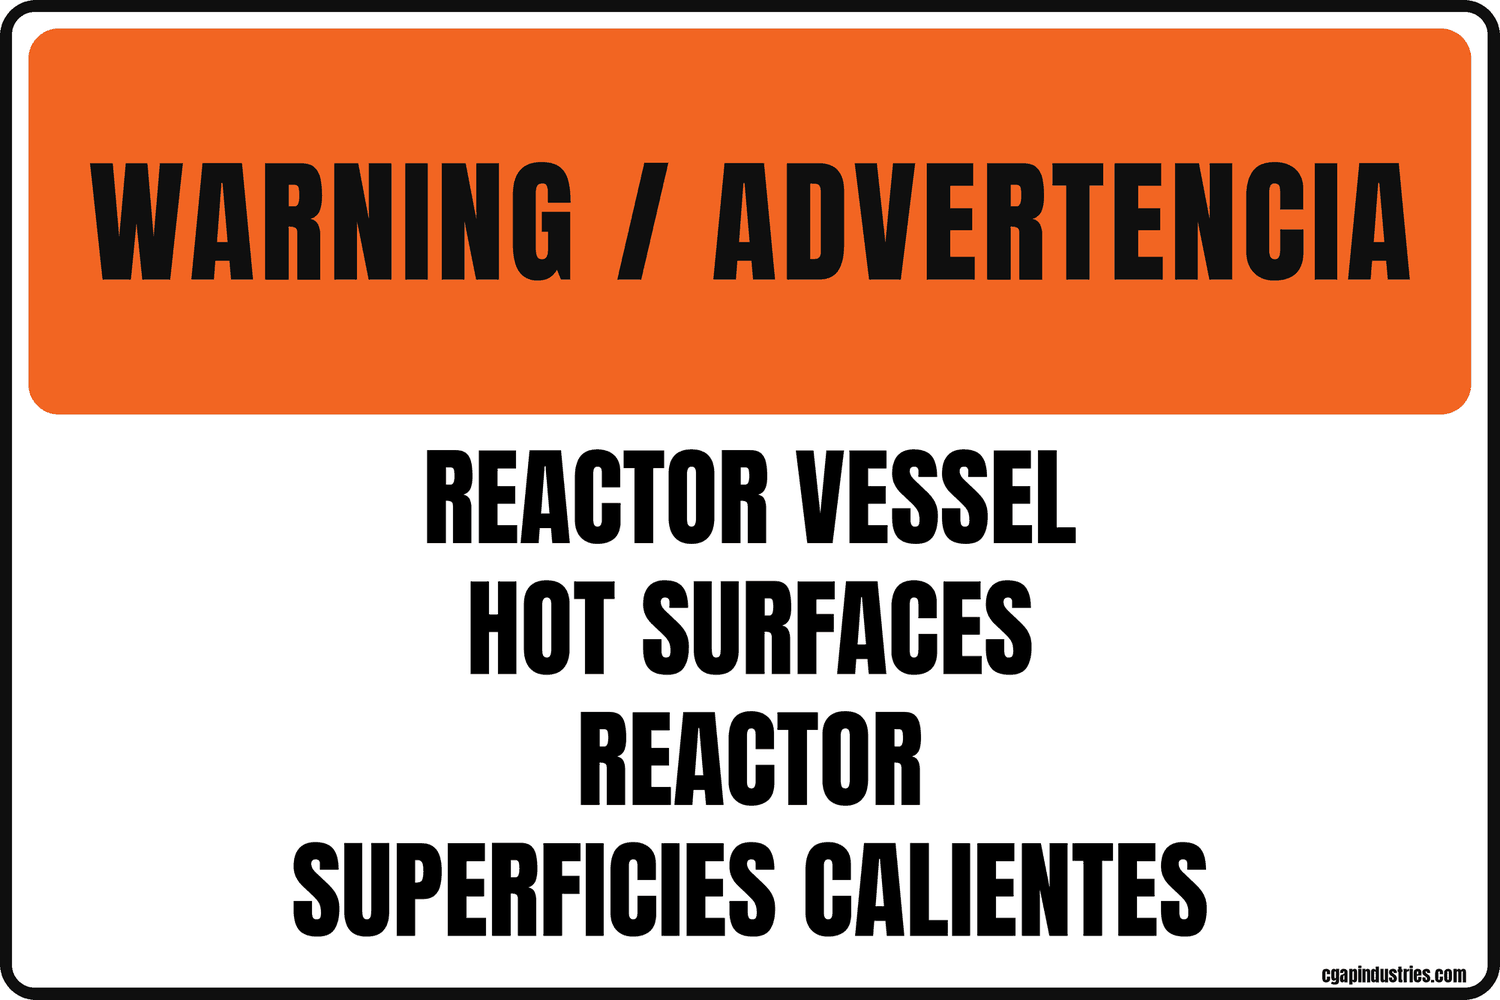 WARNING / ADVERTENCIA
REACTOR VESSEL
HOT SURFACES
REACTOR
SUPERFICIES CALIENTES
cgapindustries.com